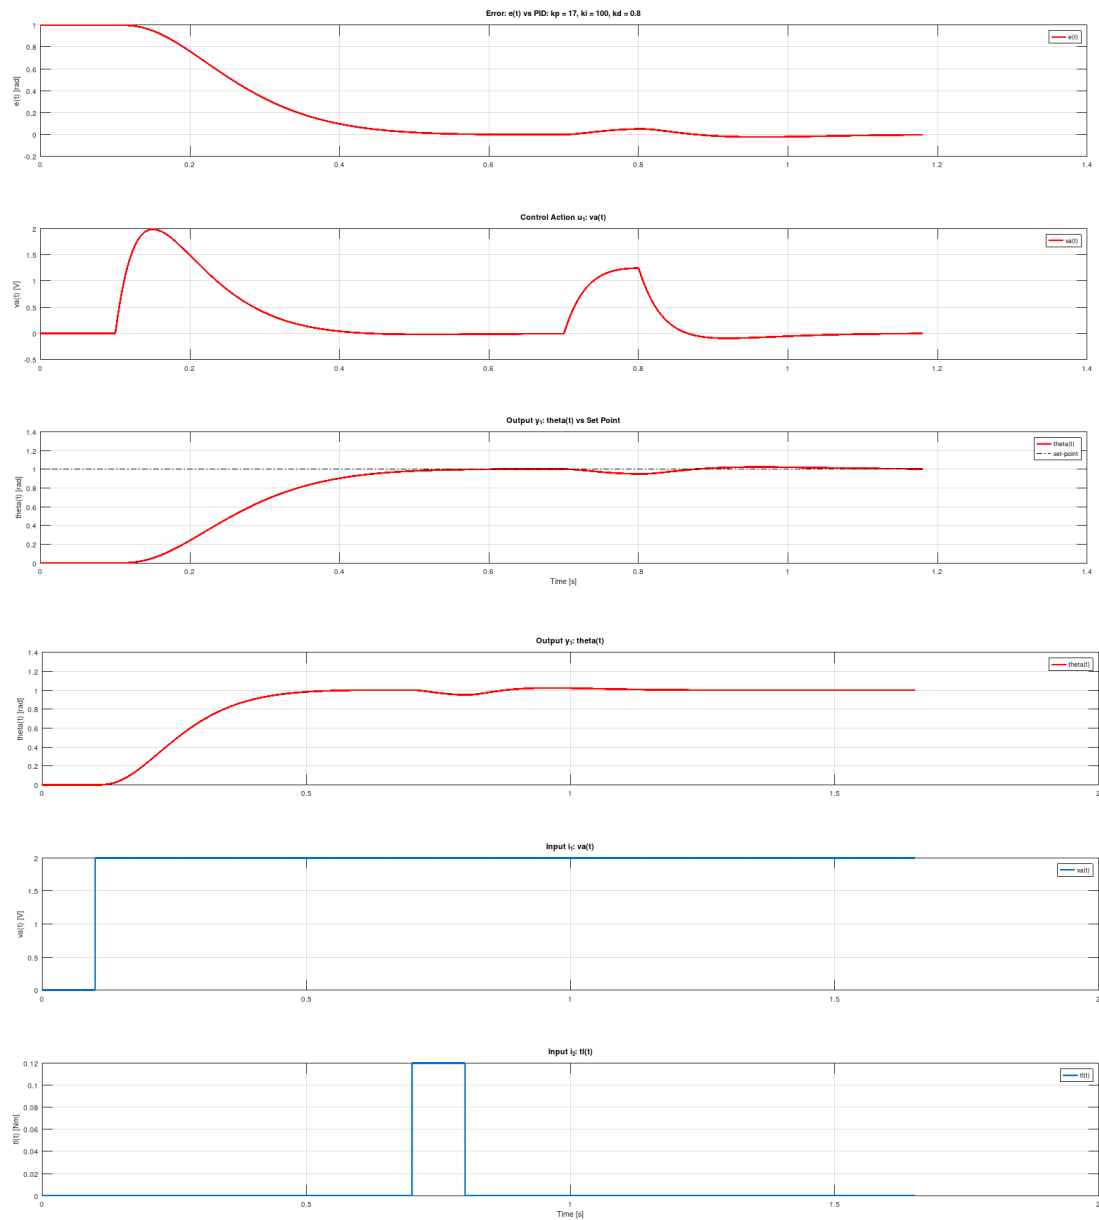 Error: e(t) vs PID: kp = 17, ki = 100, kd = 0.8
1
0.8
0.6
0.4
0.2
0
-0.2
e(t) [rad]
e(t)
0 0.2 0.4 0.6 0.8 1 1.2 1.4
Control Action u1: va(t)
2
1.5
1
0.5
0
-0.5
va(t) [V]
va(t)
0 0.2 0.4 0.6 0.8 1 1.2 1.4
Output y1: theta(t) vs Set Point
1.4
1.2
1
0.8
0.6
0.4
0.2
0
theta(t) [rad]
theta(t)
set-point
0 0.2 0.4 0.6 0.8 1 1.2 1.4
Time [s]
Output y1: theta(t)
1.4
1.2
1
0.8
0.6
0.4
0.2
0
theta(t) [rad]
theta(t)
0 0.5 1 1.5 2
Input i1: va(t)
2
1.5
1
0.5
0
va(t) [V]
va(t)
0 0.5 1 1.5 2
Input i2: tl(t)
0.12
0.1
0.08
0.06
0.04
0.02
0
tl(t) [Nm]
tl(t)
0 0.5 1 1.5 2
Time [s]